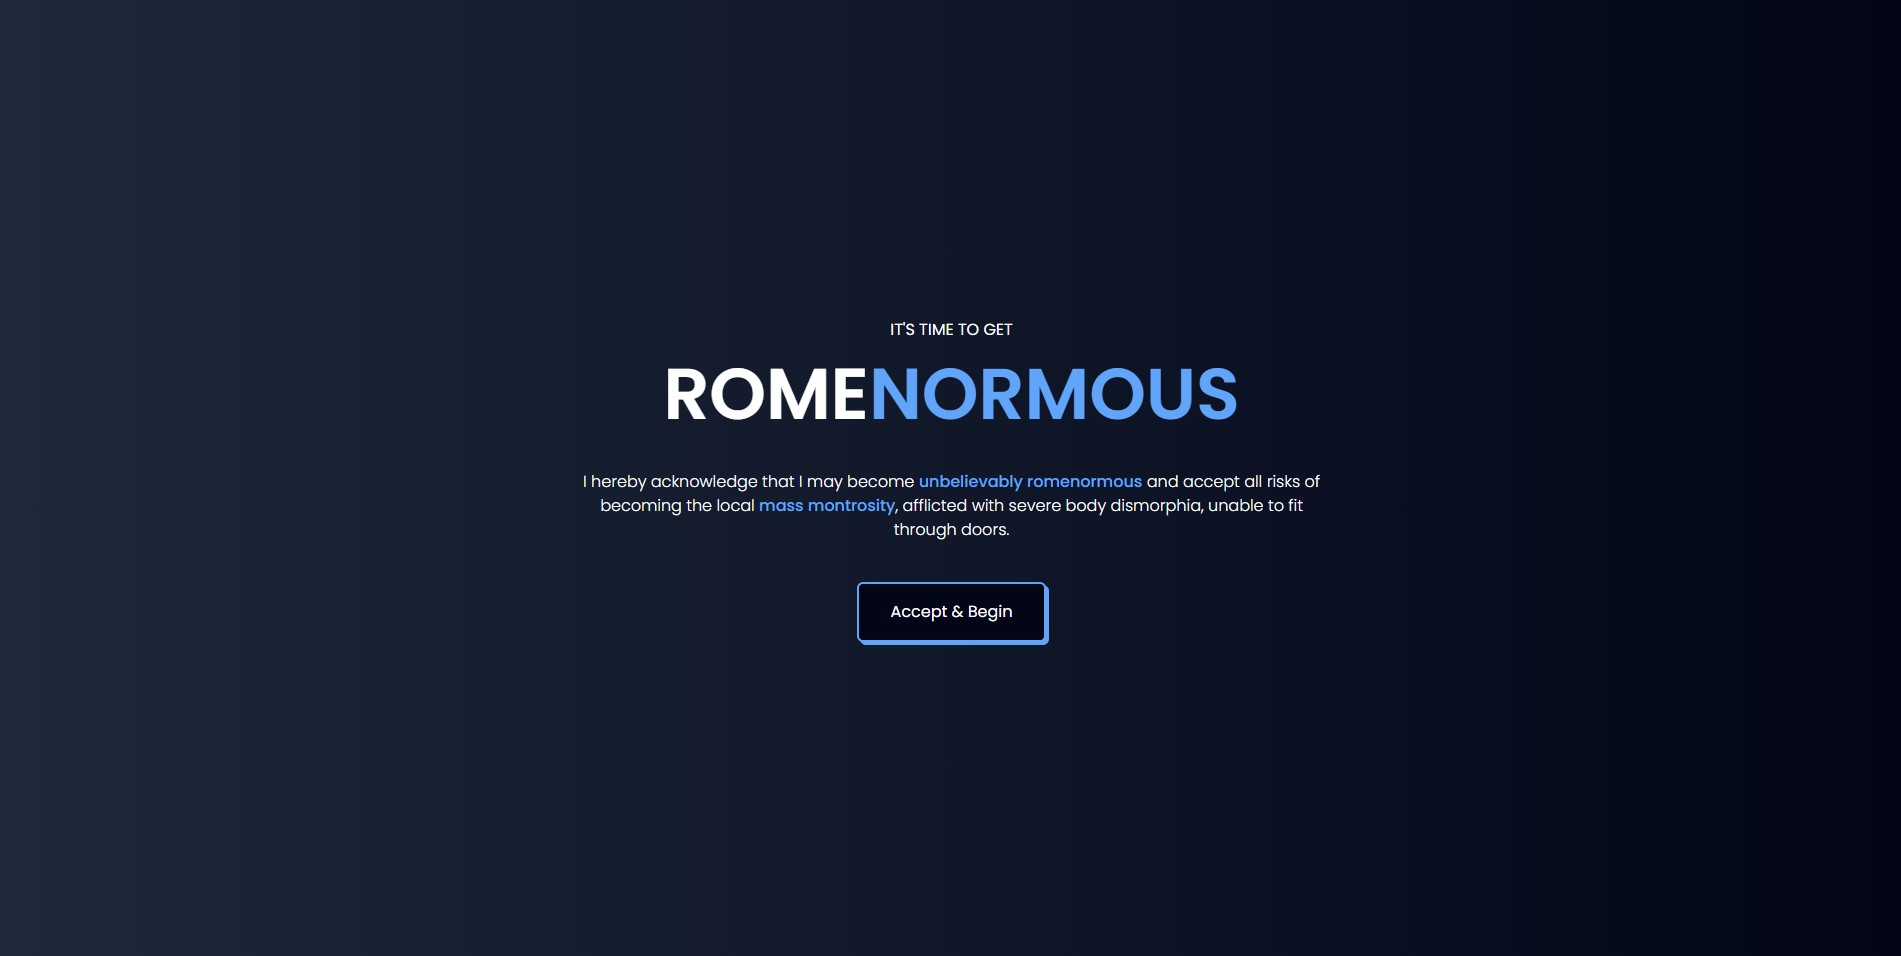 IT'S TIME TO GET
ROMENORMOUS
I hereby acknowledge that I may become unbelievably romenormous and accept all risks of
becoming the local mass montrosity, afflicted with severe body dismorphia, unable to fit
through doors.
Accept & Begin